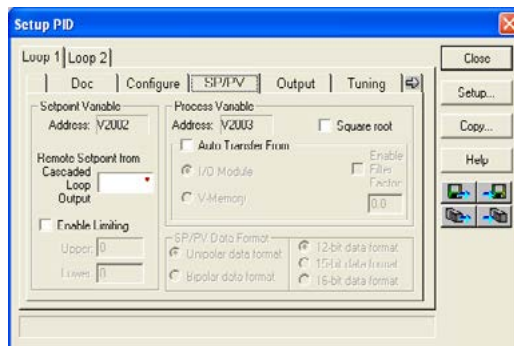 Setup PID
Loop 1 Loop 2
Doc Configure SP/PV Output Tuning
Close
Setup...
Copy...
Help
Setpoint Variable
Address: V2002
Remote Setpoint from
Cascaded
Loop
Output
Enable Limiting
Upper: 0
Lower: 0
Process Variable
Address: V2003
Square root
Auto Transfer From
I/O Module
V-Memory
Enable
Filter
Factor
0.0
SP/PV Data Format
Unipolar data format
Bipolar data format
12-bit data format
15-bit data format
16-bit data format